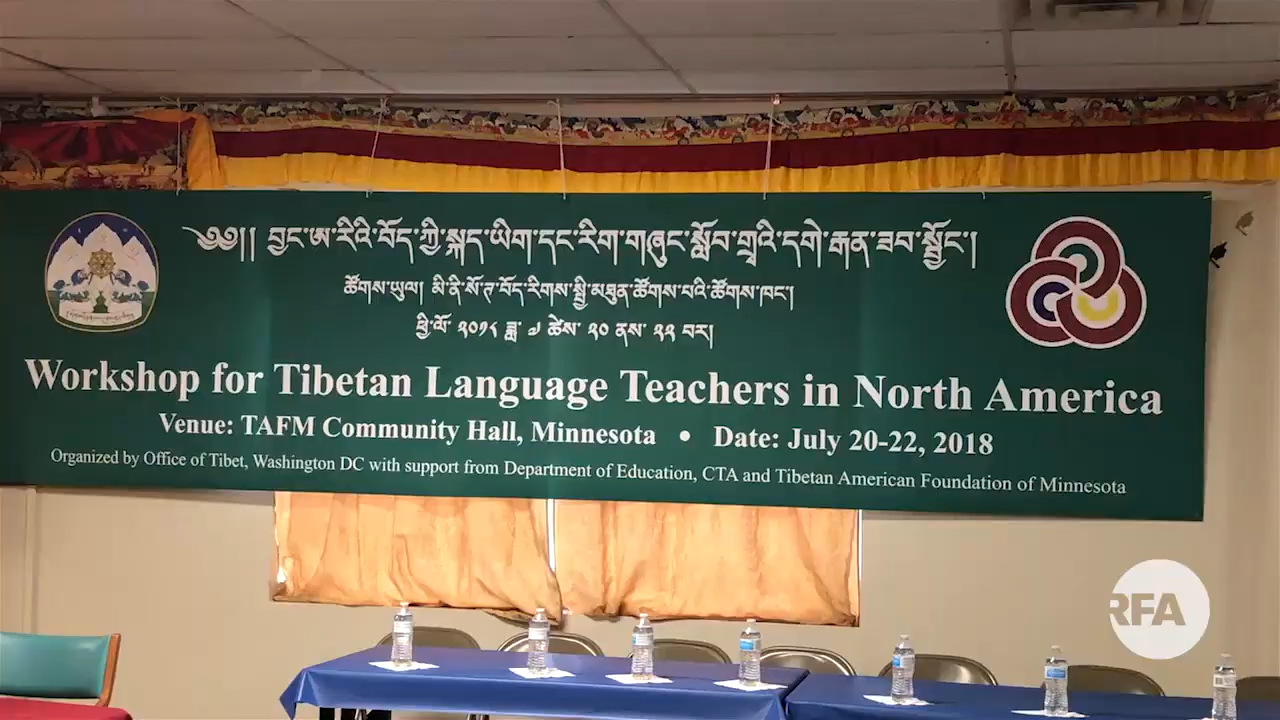 ༄༅།། བྱང་ཨ་རིའི་བོད་ཀྱི་སྐད་ཡིག་དང་རིག་གཞུང་སློབ་གྲྭའི་དགེ་རྒན་ཟབ་སྦྱོང་།
ཚོགས་ཡུལ། མི་ནི་སོ་ཊ་བོད་རིགས་སྤྱི་མཐུན་ཚོགས་པའི་ཚོགས་ཁང་།
ཕྱི་ལོ་ ༢༠༡༨ ཟླ་ ༧ ཚེས་ ༢༠ ནས་ ༢༢ བར།
Workshop for Tibetan Language Teachers in North America
Venue: TAFM Community Hall, Minnesota • Date: July 20-22, 2018
Organized by Office of Tibet, Washington DC with support from Department of Education, CTA and Tibetan American Foundation of Minnesota
RFA